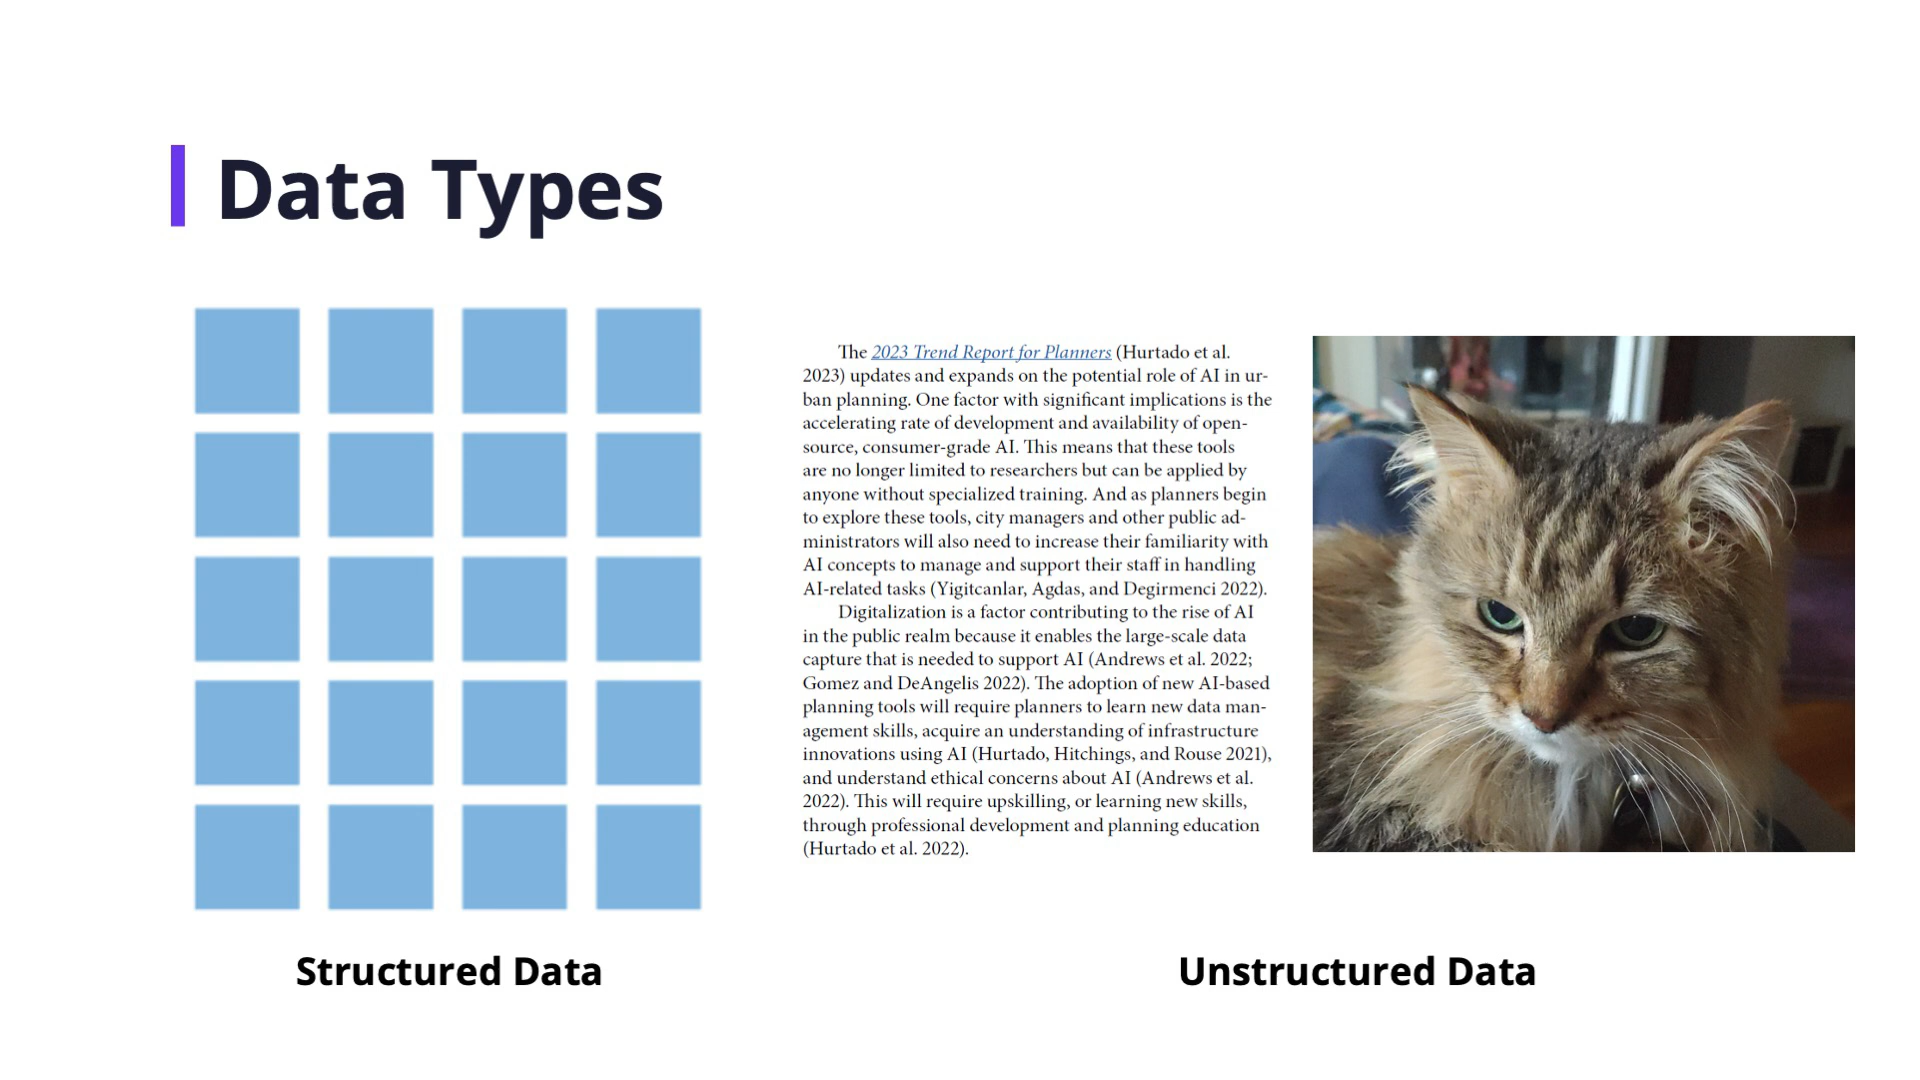 Data Types
The 2023 Trend Report for Planners (Hurtado et al.
2023) updates and expands on the potential role of AI in ur-
ban planning. One factor with significant implications is the
accelerating rate of development and availability of open-
source, consumer-grade AI. This means that these tools
are no longer limited to researchers but can be applied by
anyone without specialized training. And as planners begin
to explore these tools, city managers and other public ad-
ministrators will also need to increase their familiarity with
AI concepts to manage and support their staff in handling
AI-related tasks (Yigitcanlar, Agdas, and Degirmenci 2022).
Digitalization is a factor contributing to the rise of AI
in the public realm because it enables the large-scale data
capture that is needed to support AI (Andrews et al. 2022;
Gomez and DeAngelis 2022). The adoption of new AI-based
planning tools will require planners to learn new data man-
agement skills, acquire an understanding of infrastructure
innovations using AI (Hurtado, Hitchings, and Rouse 2021),
and understand ethical concerns about AI (Andrews et al.
2022). This will require upskilling, or learning new skills,
through professional development and planning education
(Hurtado et al. 2022).
Structured Data
Unstructured Data